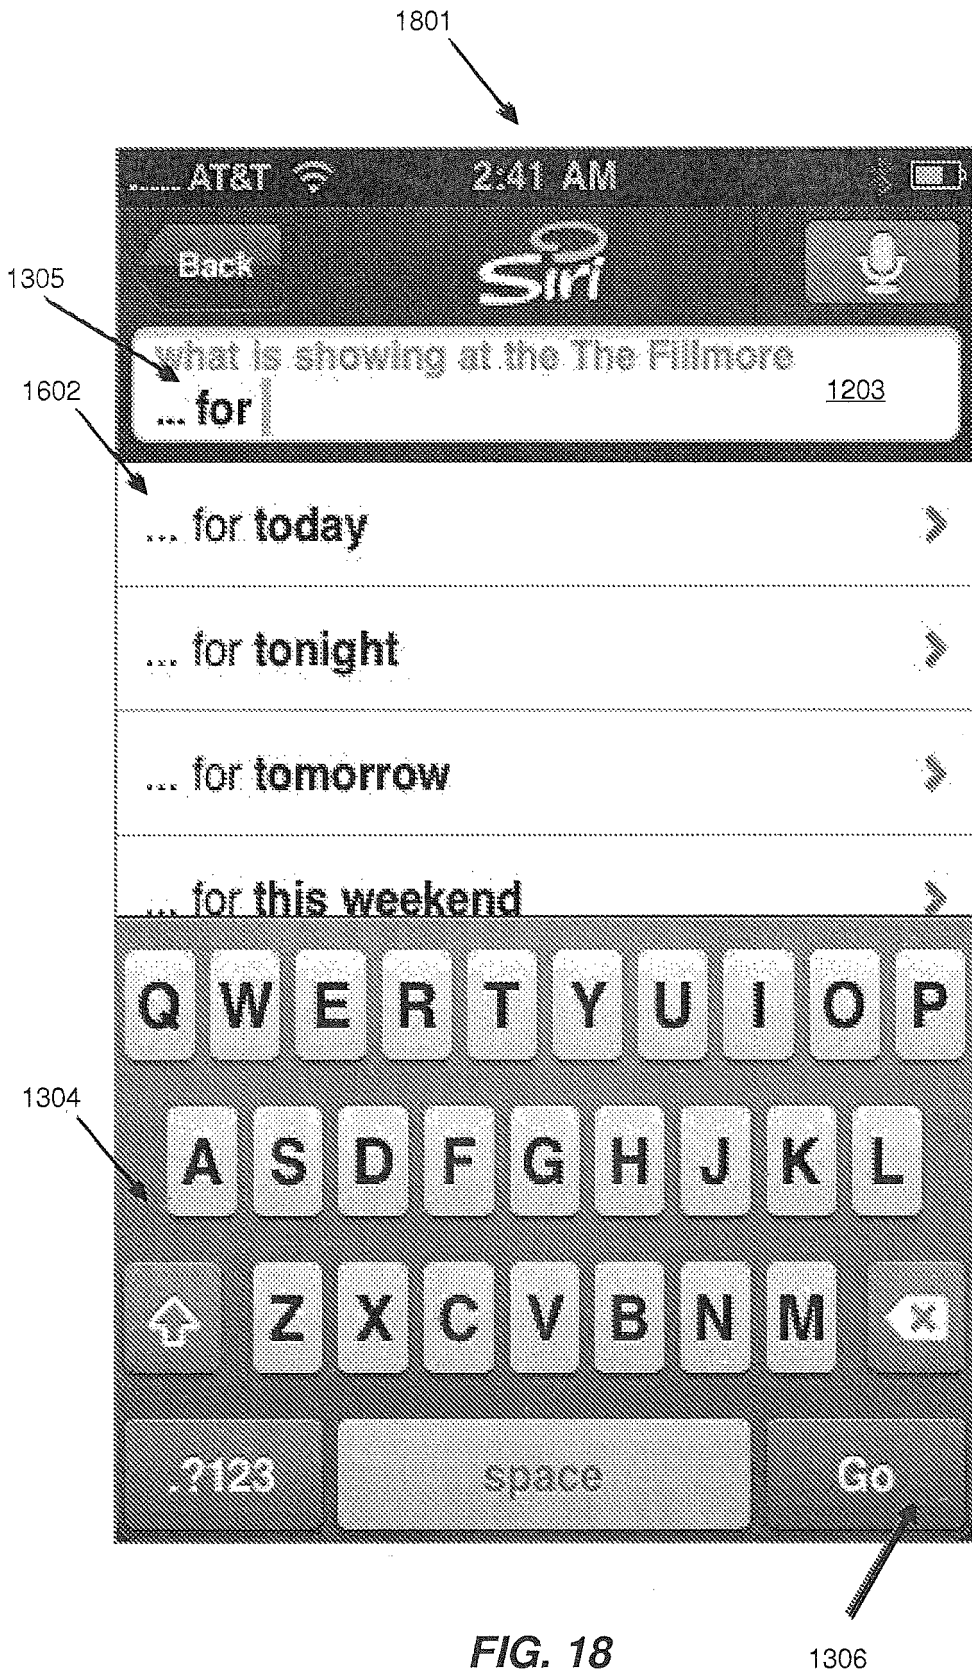 1801
AT&T 2:41 AM
Back Siri
1305
what is showing at the The Fillmore
1602
... for 1203
... for today
... for tonight
... for tomorrow
... for this weekend
Q W E R T Y U I O P
1304
A S D F G H J K L
Z X C V B N M
.?123 space Go
FIG. 18 1306